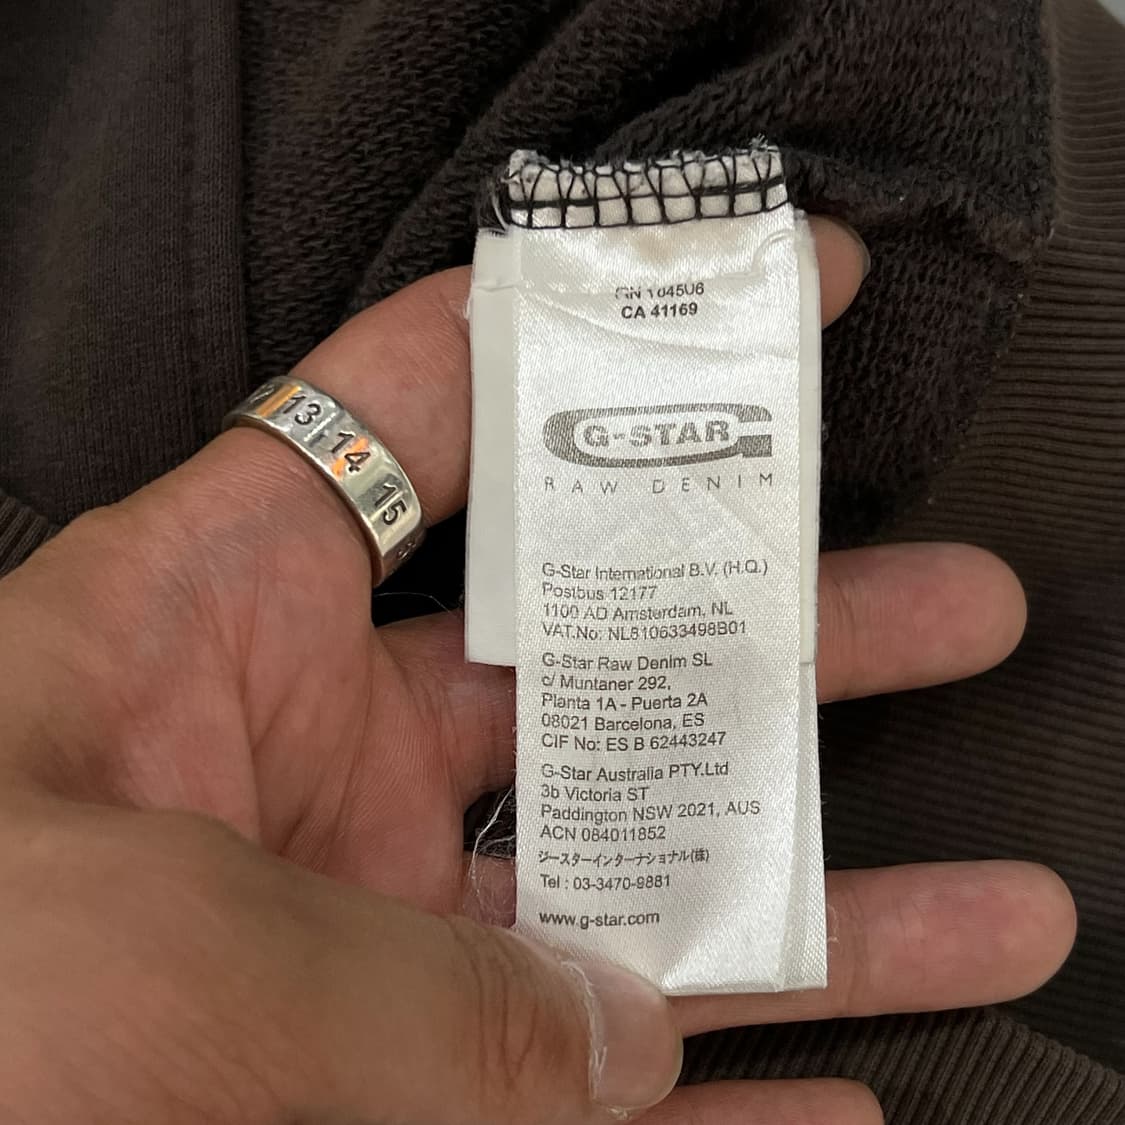 RN 104506
CA 41169
G-STAR
RAW DENIM
G-Star International B.V. (H.Q.)
Postbus 12177
1100 AD Amsterdam, NL
VAT.No: NL810633498B01
G-Star Raw Denim SL
c/ Muntaner 292,
Planta 1A - Puerta 2A
08021 Barcelona, ES
CIF No: ES B 62443247
G-Star Australia PTY.Ltd
3b Victoria ST
Paddington NSW 2021, AUS
ACN 084011852
ジースターインターナショナル(様)
Tel : 03-3470-9881
www.g-star.com
13 14 15